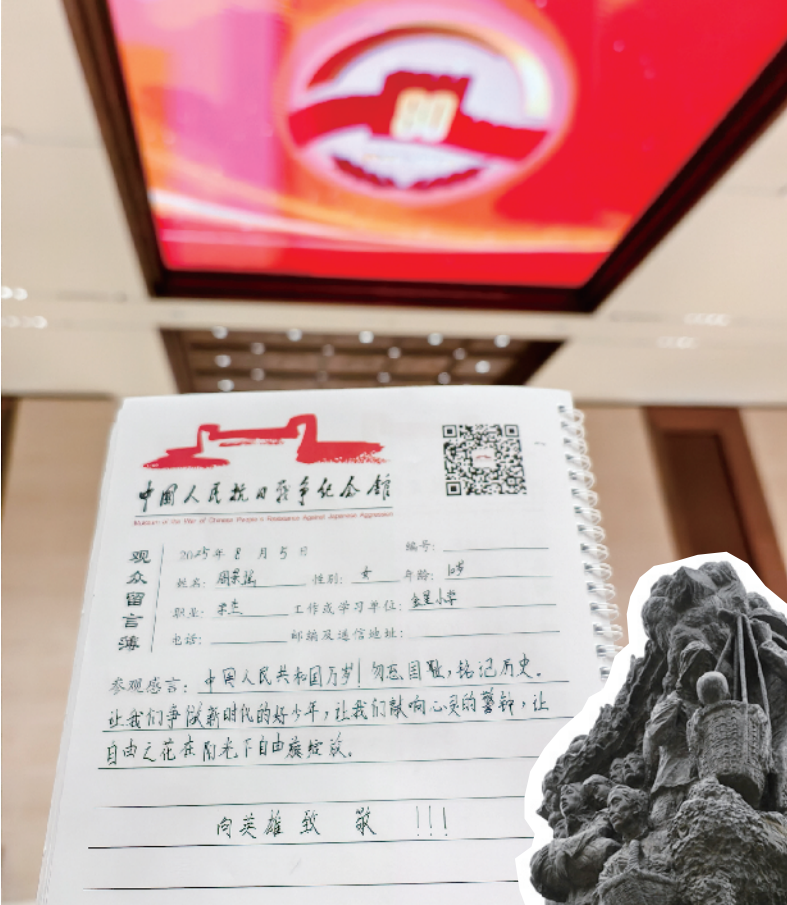 80
中国人民抗日战争纪念馆
Museum of the War of Chinese People's Resistance Against Japanese Aggression
观众留言簿
2025年 8 月 5 日 编号:
姓名: 周 性别: 女 年龄: 10岁
职业: 学生 工作或学习单位: 金星小学
电话: 邮编及通信地址:
参观感言: 中国人民共和国万岁!勿忘国耻,铭记历史。
让我们争做新时代的好少年,让我们敲响心灵的警钟,让
自由之花在阳光下自由绽放。
向英雄致 敬 !!!